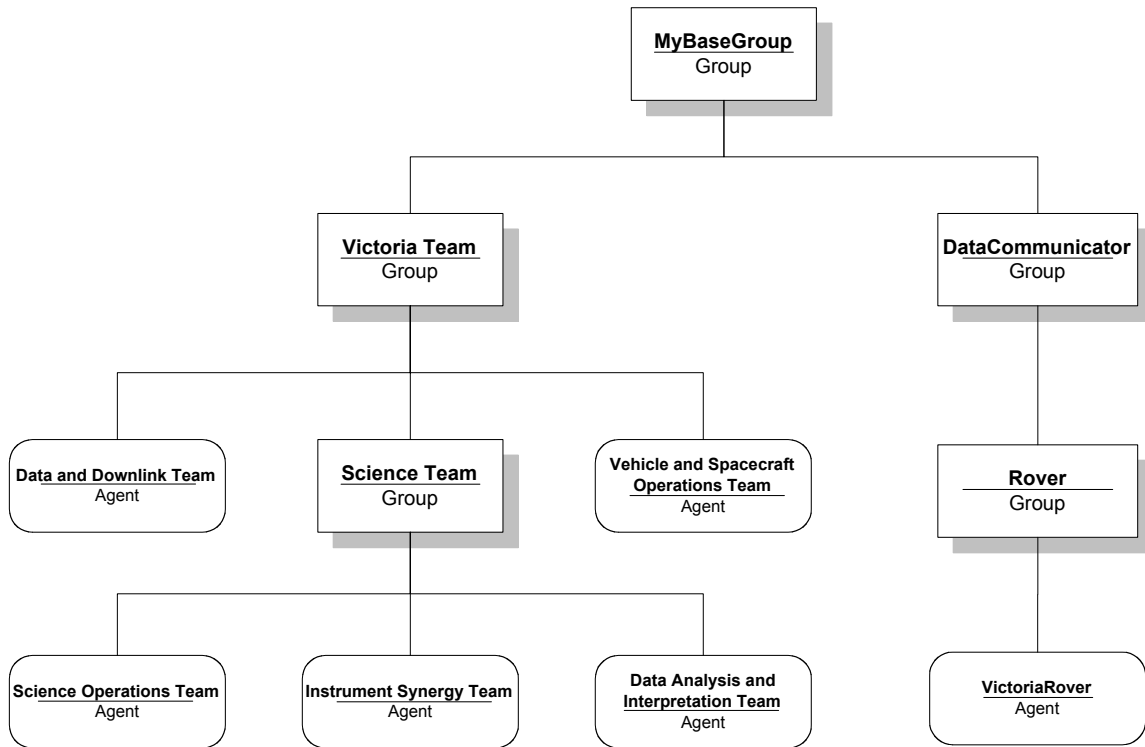 MyBaseGroup
Group
Victoria Team
Group
DataCommunicator
Group
Data and Downlink Team
Agent
Science Team
Group
Vehicle and Spacecraft
Operations Team
Agent
Rover
Group
Science Operations Team
Agent
Instrument Synergy Team
Agent
Data Analysis and
Interpretation Team
Agent
VictoriaRover
Agent